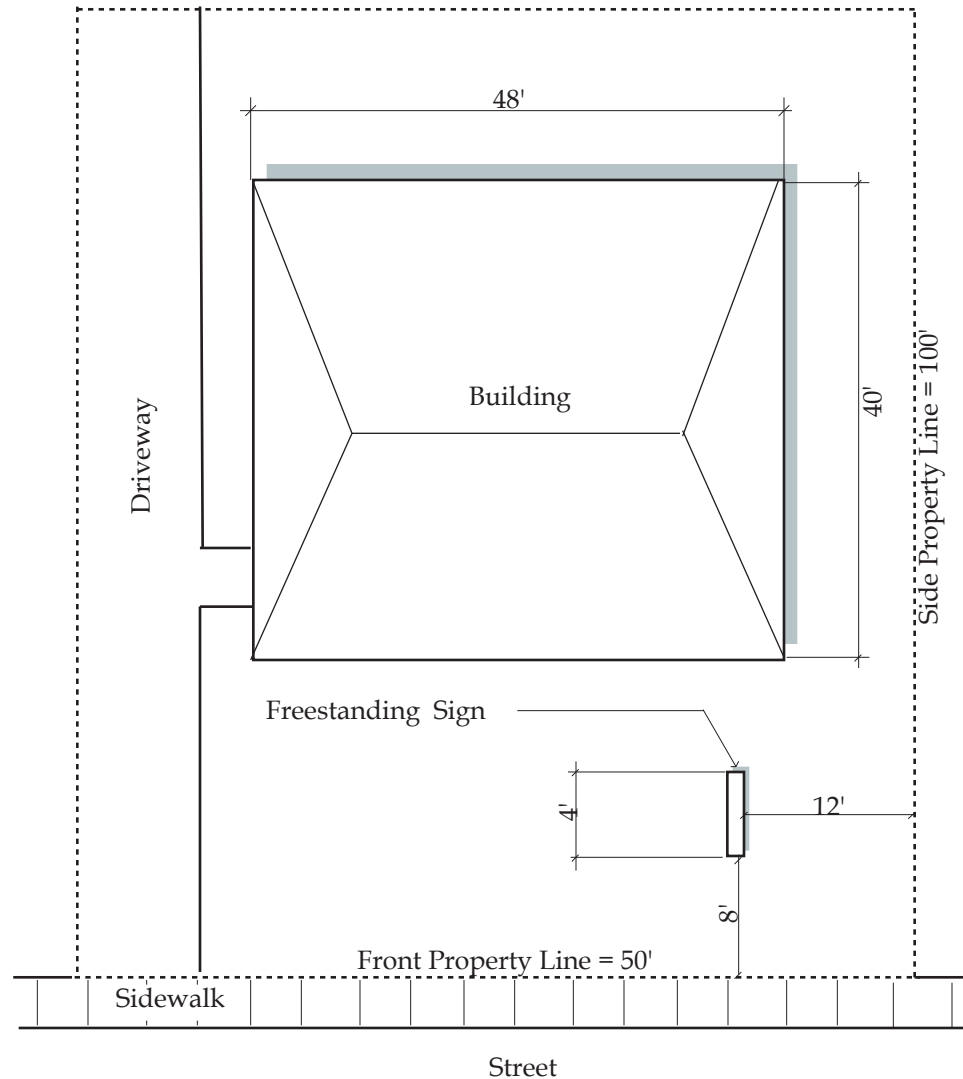 48'
Building
40'
Driveway
Side Property Line = 100'
Freestanding Sign
4'
12'
8'
Front Property Line = 50'
Sidewalk
Street